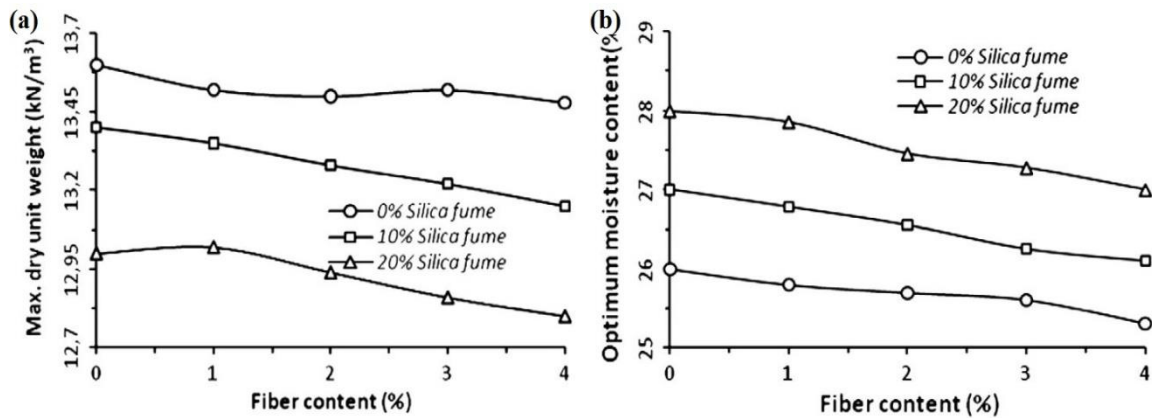 (a)
Max. dry unit weight (kN/m³)
13,7
13,45
13,2
12,95
12,7
0% Silica fume
10% Silica fume
20% Silica fume
0 1 2 3 4
Fiber content (%)
(b)
Optimum moisture content(%
29
28
27
26
25
0% Silica fume
10% Silica fume
20% Silica fume
0 1 2 3 4
Fiber content (%)